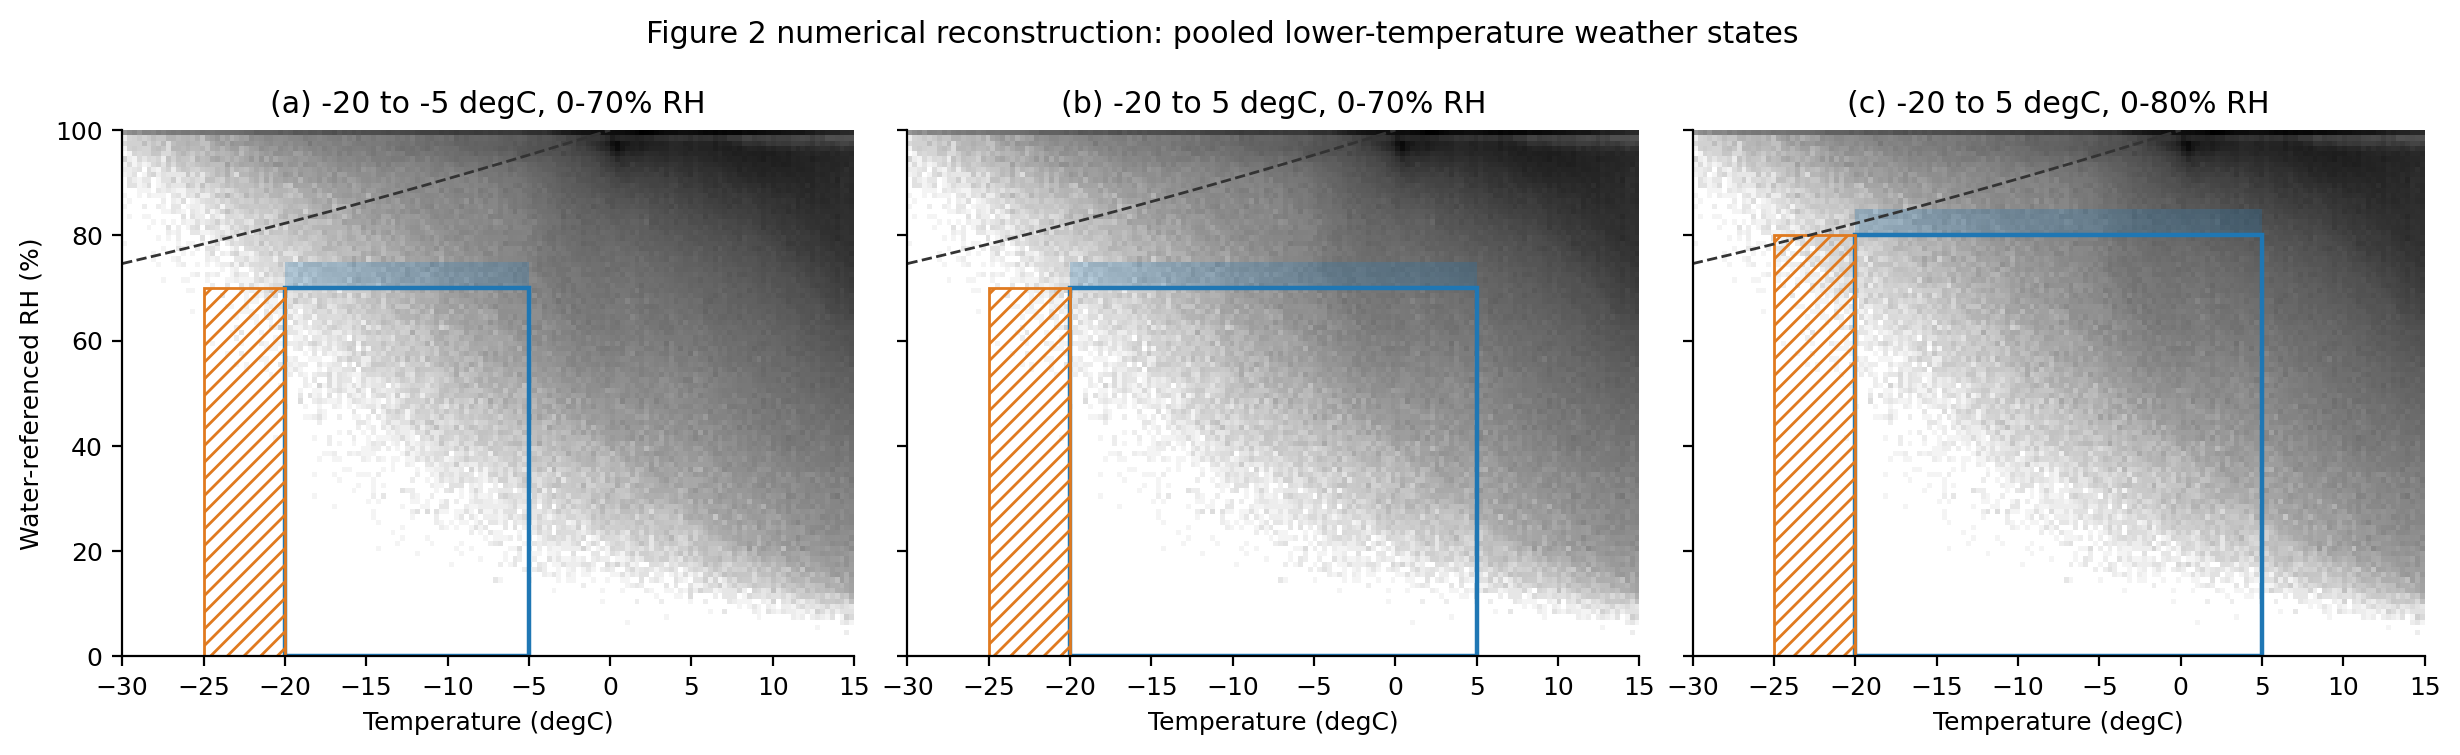 Figure 2 numerical reconstruction: pooled lower-temperature weather states
(a) -20 to -5 degC, 0-70% RH
(b) -20 to 5 degC, 0-70% RH
(c) -20 to 5 degC, 0-80% RH
Water-referenced RH (%)
100
80
60
40
20
0
−30 −25 −20 −15 −10 −5 0 5 10 15
−30 −25 −20 −15 −10 −5 0 5 10 15
−30 −25 −20 −15 −10 −5 0 5 10 15
Temperature (degC)
Temperature (degC)
Temperature (degC)